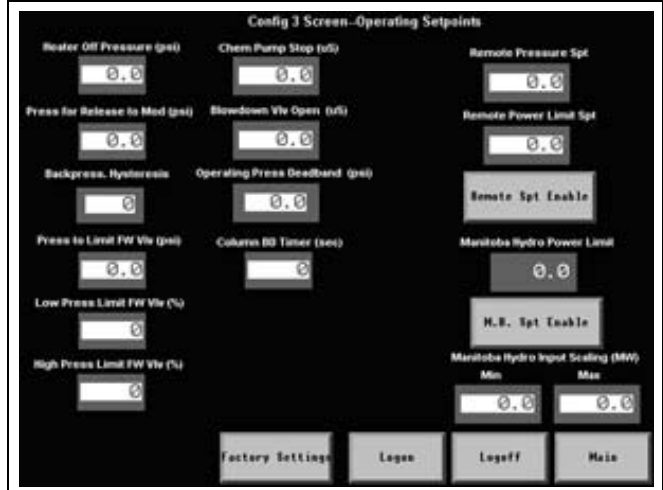 Config 3 Screen--Operating Setpoints
Heater Off Pressure (psi)
0.0
Press for Release to Mod (psi)
0.0
Backpress. Hysteresis
0
Press to Limit FW Vlv (psi)
0.0
Low Press Limit FW Vlv (%)
0
High Press Limit FW Vlv (%)
0
Chem Pump Stop (uS)
0.0
Blowdown Vlv Open (uS)
0.0
Operating Press Deadband (psi)
0.0
Column BD Timer (sec)
0
Remote Pressure Spt
0.0
Remote Power Limit Spt
0.0
Remote Spt Enable
Manitoba Hydro Power Limit
0.0
M.H. Spt Enable
Manitoba Hydro Input Scaling (MW)
Min Max
0.0 0.0
Factory Settings Logon Logoff Main